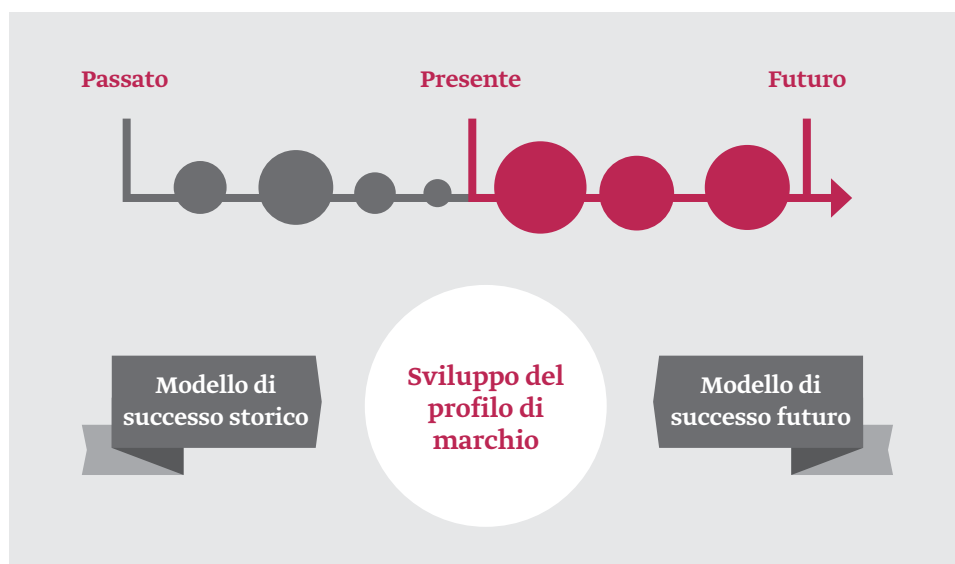 Passato
Presente
Futuro
Modello di
successo storico
Sviluppo del
profilo di
marchio
Modello di
successo futuro